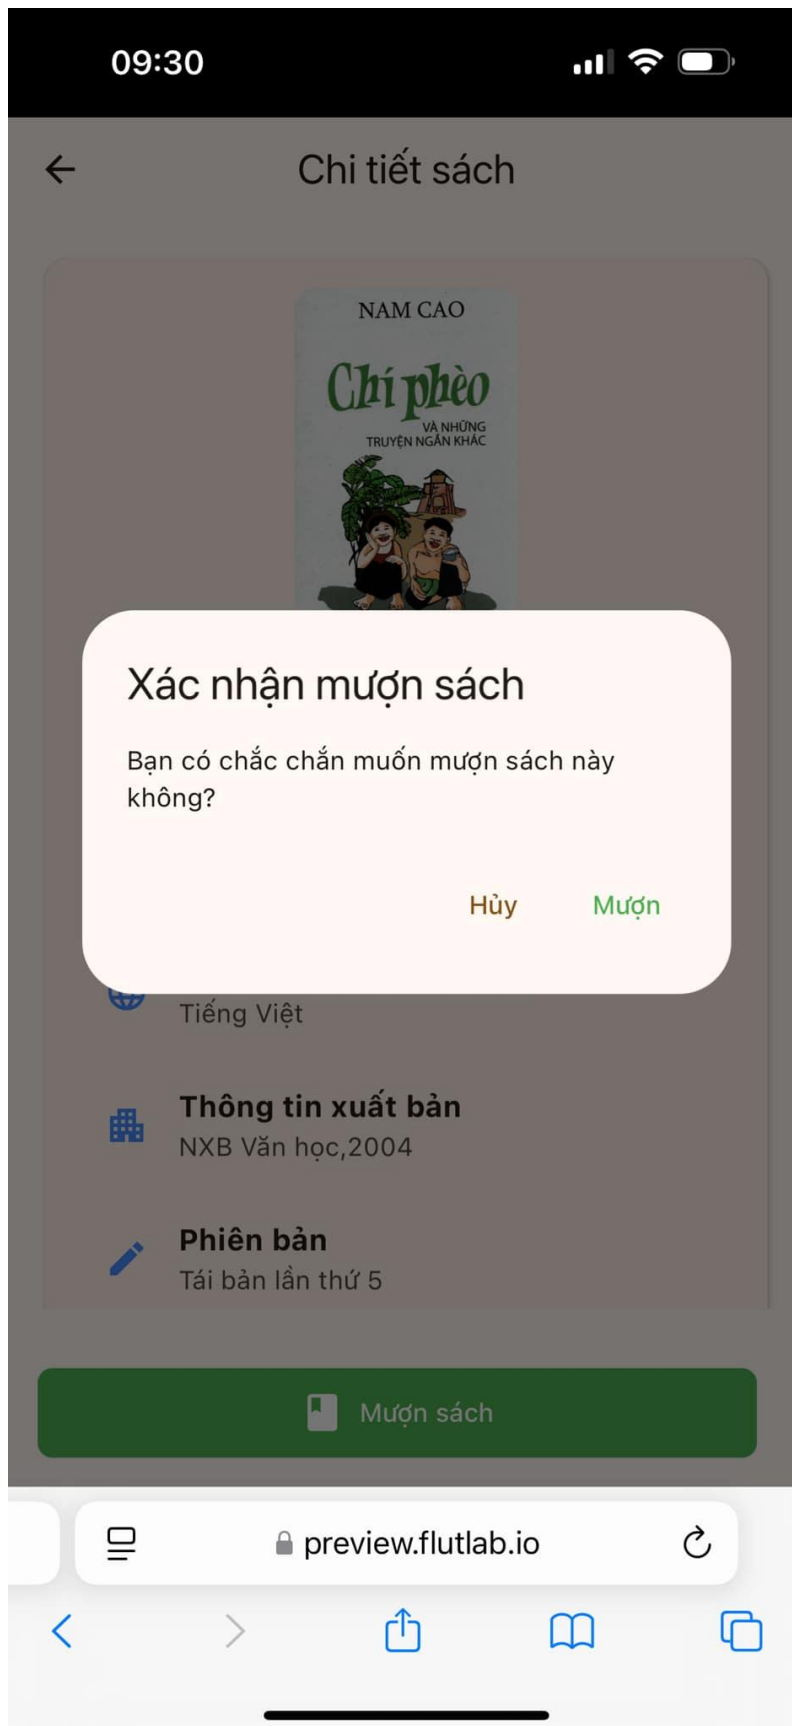 09:30
Chi tiết sách
NAM CAO
Chí phèo
VÀ NHỮNG
TRUYỆN NGẮN KHÁC
Xác nhận mượn sách
Bạn có chắc chắn muốn mượn sách này
không?
Hủy
Mượn
Tiếng Việt
Thông tin xuất bản
NXB Văn học,2004
Phiên bản
Tái bản lần thứ 5
Mượn sách
preview.flutlab.io